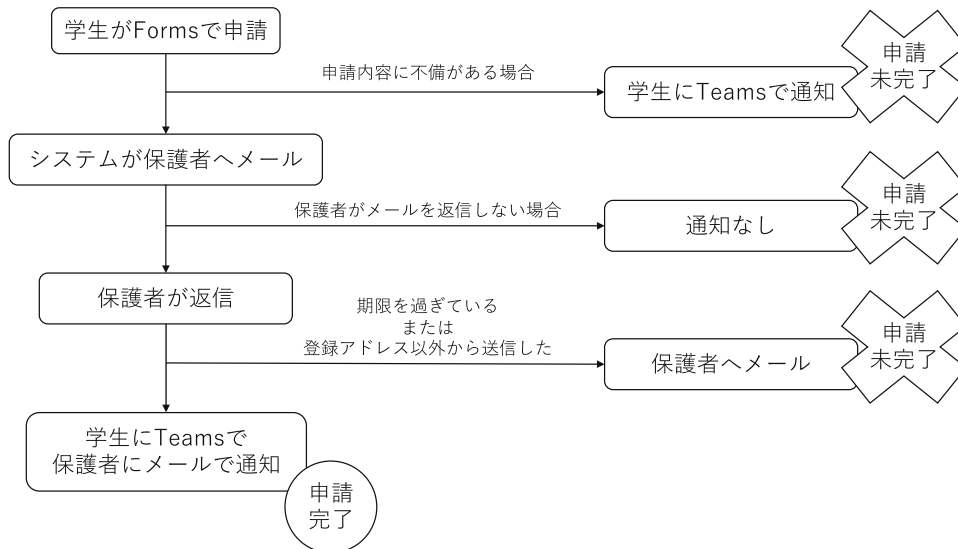 学生がFormsで申請
申請内容に不備がある場合
学生にTeamsで通知
申請
未完了
システムが保護者へメール
保護者がメールを返信しない場合
通知なし
申請
未完了
保護者が返信
期限を過ぎている
または
登録アドレス以外から送信した
保護者へメール
申請
未完了
学生にTeamsで
保護者にメールで通知
申請
完了